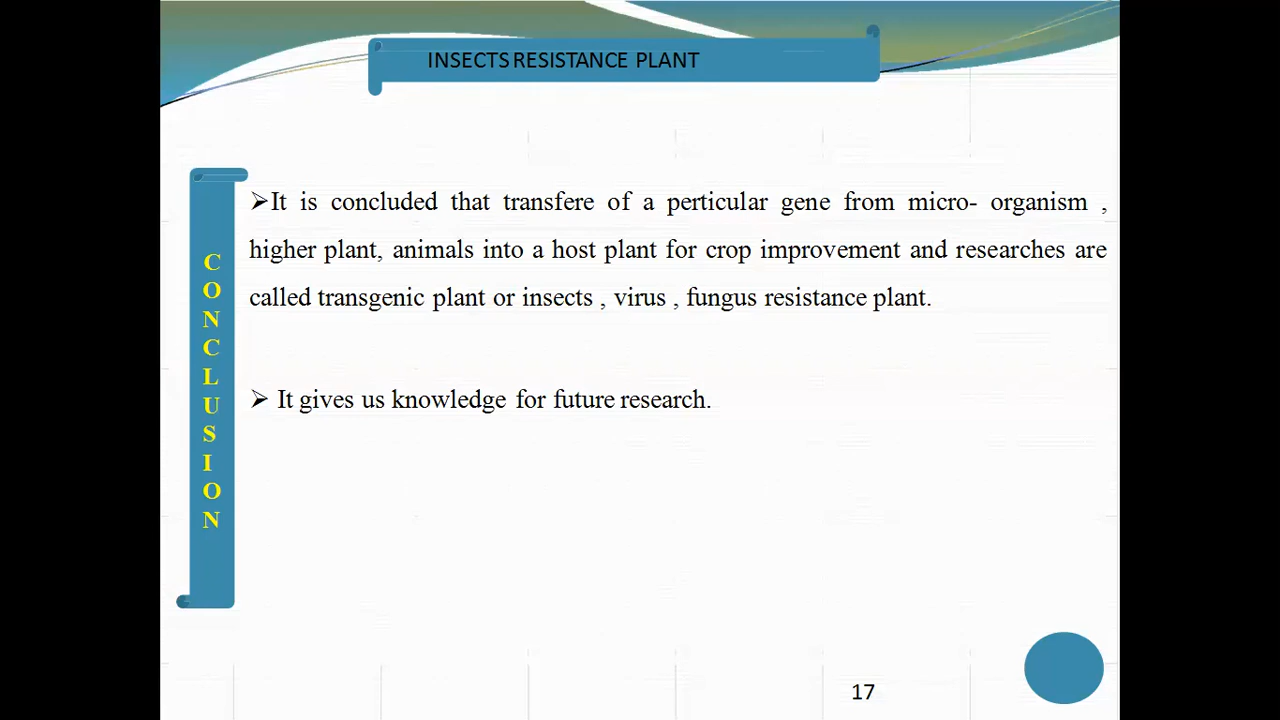 INSECTS RESISTANCE PLANT
CONCLUSION
➢It is concluded that transfere of a perticular gene from micro- organism ,
higher plant, animals into a host plant for crop improvement and researches are
called transgenic plant or insects , virus , fungus resistance plant.
➢ It gives us knowledge for future research.
17